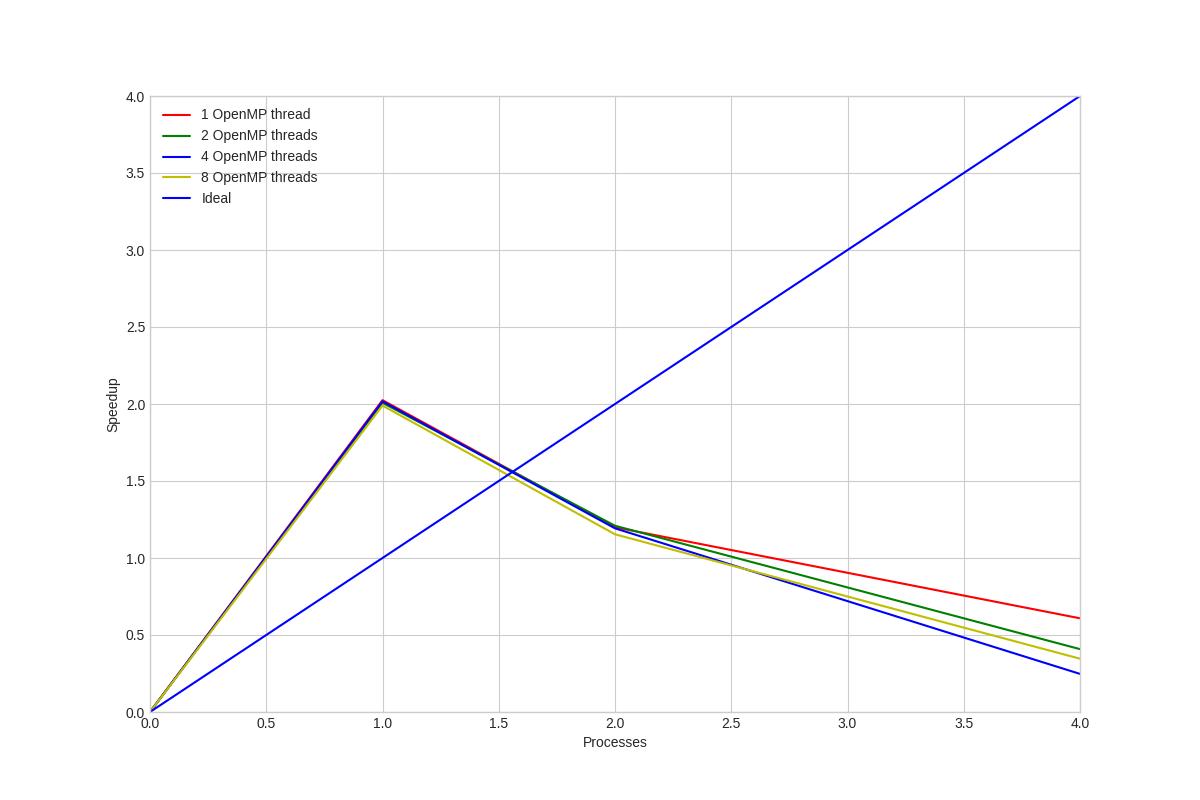 4.0
1 OpenMP thread
2 OpenMP threads
4 OpenMP threads
3.5
8 OpenMP threads
Ideal
3.0
2.5
2.0
1.5
1.0
0.5
0.0
Speedup
0.0 0.5 1.0 1.5 2.0 2.5 3.0 3.5 4.0
Processes